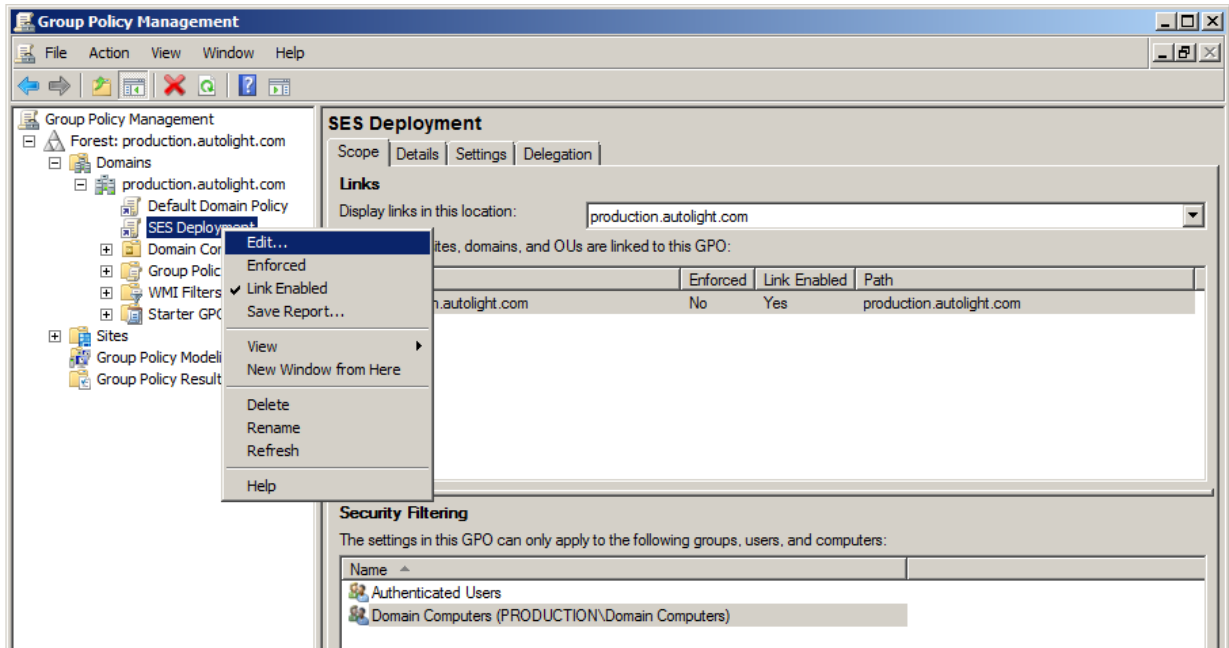 Group Policy Management
File Action View Window Help
Group Policy Management
Forest: production.autolight.com
Domains
production.autolight.com
Default Domain Policy
SES Deployment
Domain Cor
Group Polic
WMI Filters
Starter GPO
Sites
Group Policy Modeli
Group Policy Result
Edit...
Enforced
Link Enabled
Save Report...
View
New Window from Here
Delete
Rename
Refresh
Help
SES Deployment
Scope Details Settings Delegation
Links
Display links in this location: production.autolight.com
ites, domains, and OUs are linked to this GPO:
Enforced Link Enabled Path
n.autolight.com No Yes production.autolight.com
Security Filtering
The settings in this GPO can only apply to the following groups, users, and computers:
Name
Authenticated Users
Domain Computers (PRODUCTION\Domain Computers)